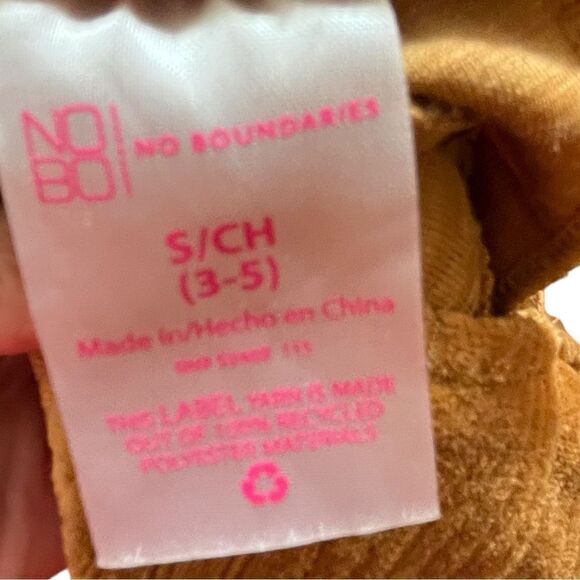 NO
BO
NO BOUNDARIES
S/CH
(3-5)
Made in/Hecho en China
THIS LABEL YARN IS MADE
OUT OF 100% RECYCLED
POLYESTER MATERIALS